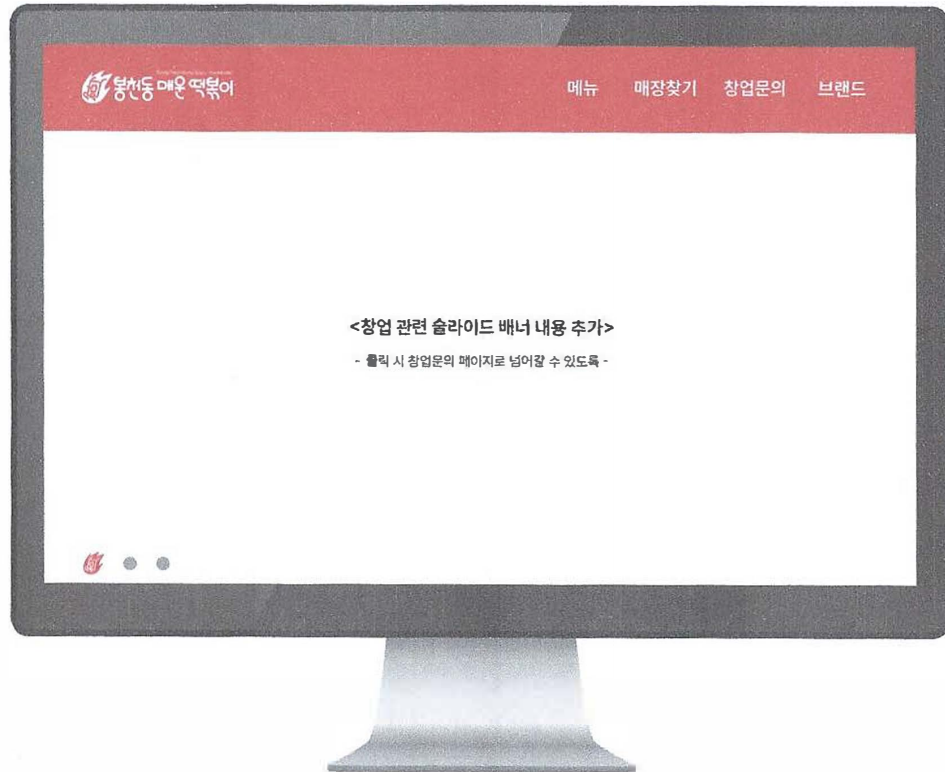 봉천동 매운 떡볶이
메뉴 매장찾기 창업문의 브랜드
<창업 관련 슬라이드 배너 내용 추가>
- 클릭 시 창업문의 페이지로 넘어갈 수 있도록 -